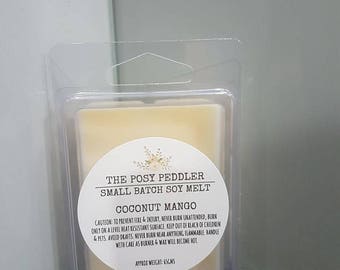 THE POSY PEDDLER
SMALL BATCH SOY MELT
COCONUT MANGO
CAUTION: TO PREVENT FIRE & INJURY, NEVER BURN UNATTENDED, BURN
ONLY ON A LEVEL HEAT RESISTANT SURFACE, KEEP OUT OF REACH OF CHILDREN
& PETS. AVOID DRAFTS. NEVER BURN NEAR ANYTHING FLAMMABLE. HANDLE
WITH CARE AS BURNER & WAX WILL BECOME HOT.
APPROX WEIGHT: 65GMS